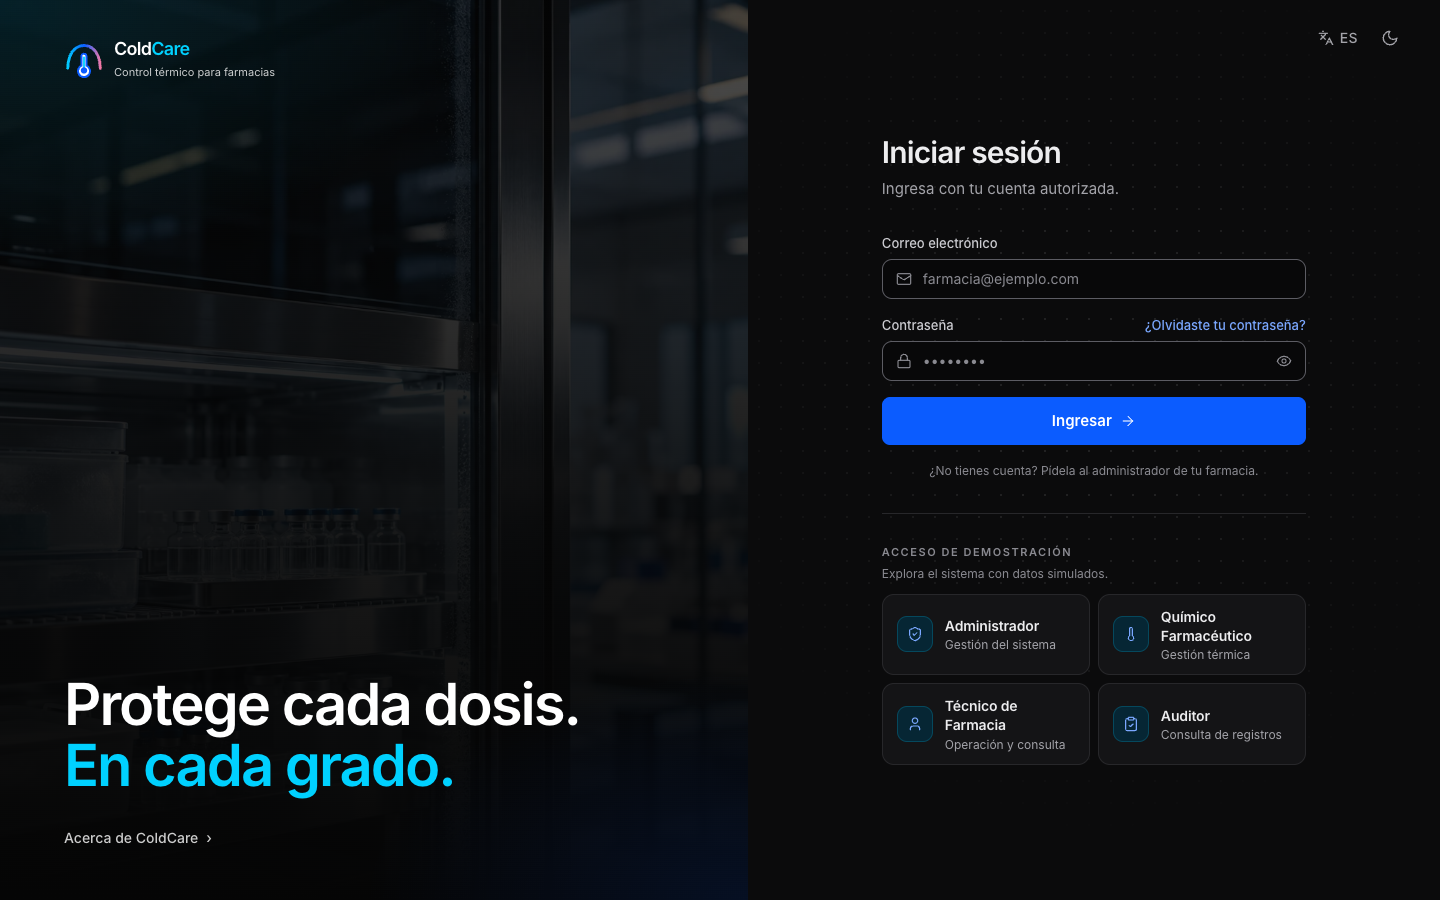 ColdCare
Control térmico para farmacias
ES
Iniciar sesión
Ingresa con tu cuenta autorizada.
Correo electrónico
farmacia@ejemplo.com
Contraseña
¿Olvidaste tu contraseña?
••••••••
Ingresar →
¿No tienes cuenta? Pídela al administrador de tu farmacia.
ACCESO DE DEMOSTRACIÓN
Explora el sistema con datos simulados.
Administrador
Gestión del sistema
Químico
Farmacéutico
Gestión térmica
Técnico de
Farmacia
Operación y consulta
Auditor
Consulta de registros
Protege cada dosis.
En cada grado.
Acerca de ColdCare ›